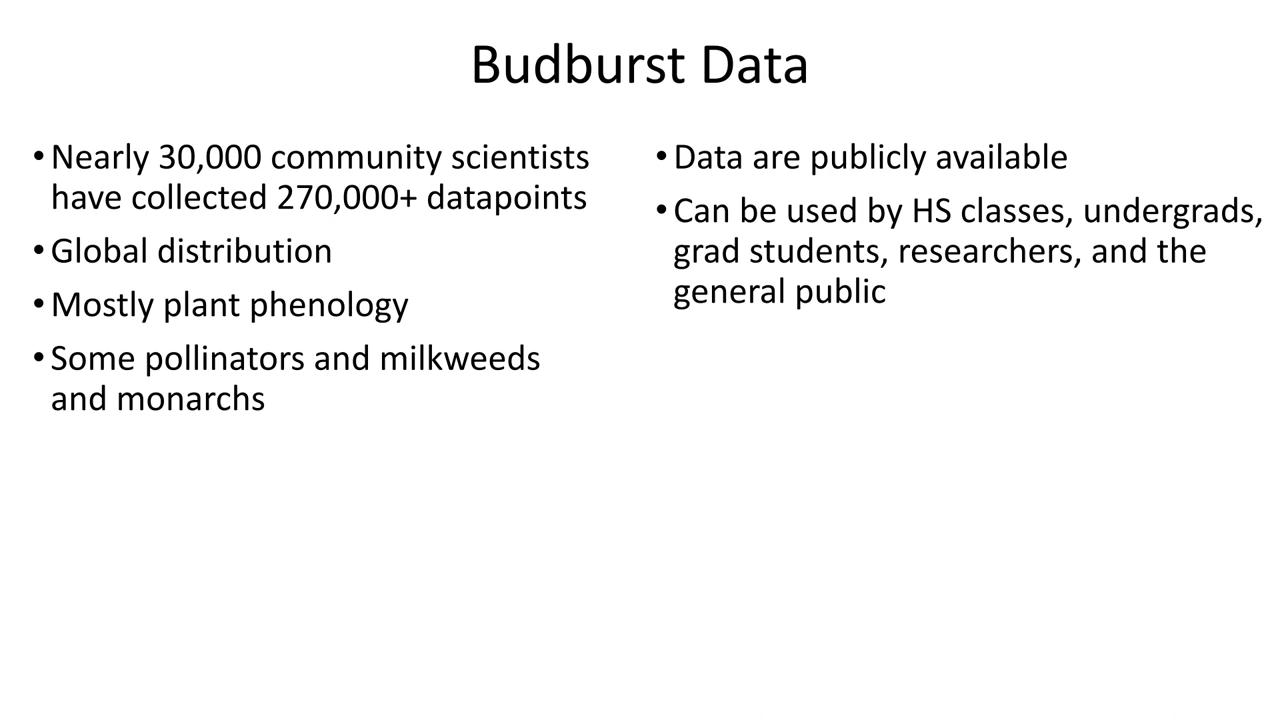 Budburst Data
• Nearly 30,000 community scientists
have collected 270,000+ datapoints
• Global distribution
• Mostly plant phenology
• Some pollinators and milkweeds
and monarchs
• Data are publicly available
• Can be used by HS classes, undergrads,
grad students, researchers, and the
general public